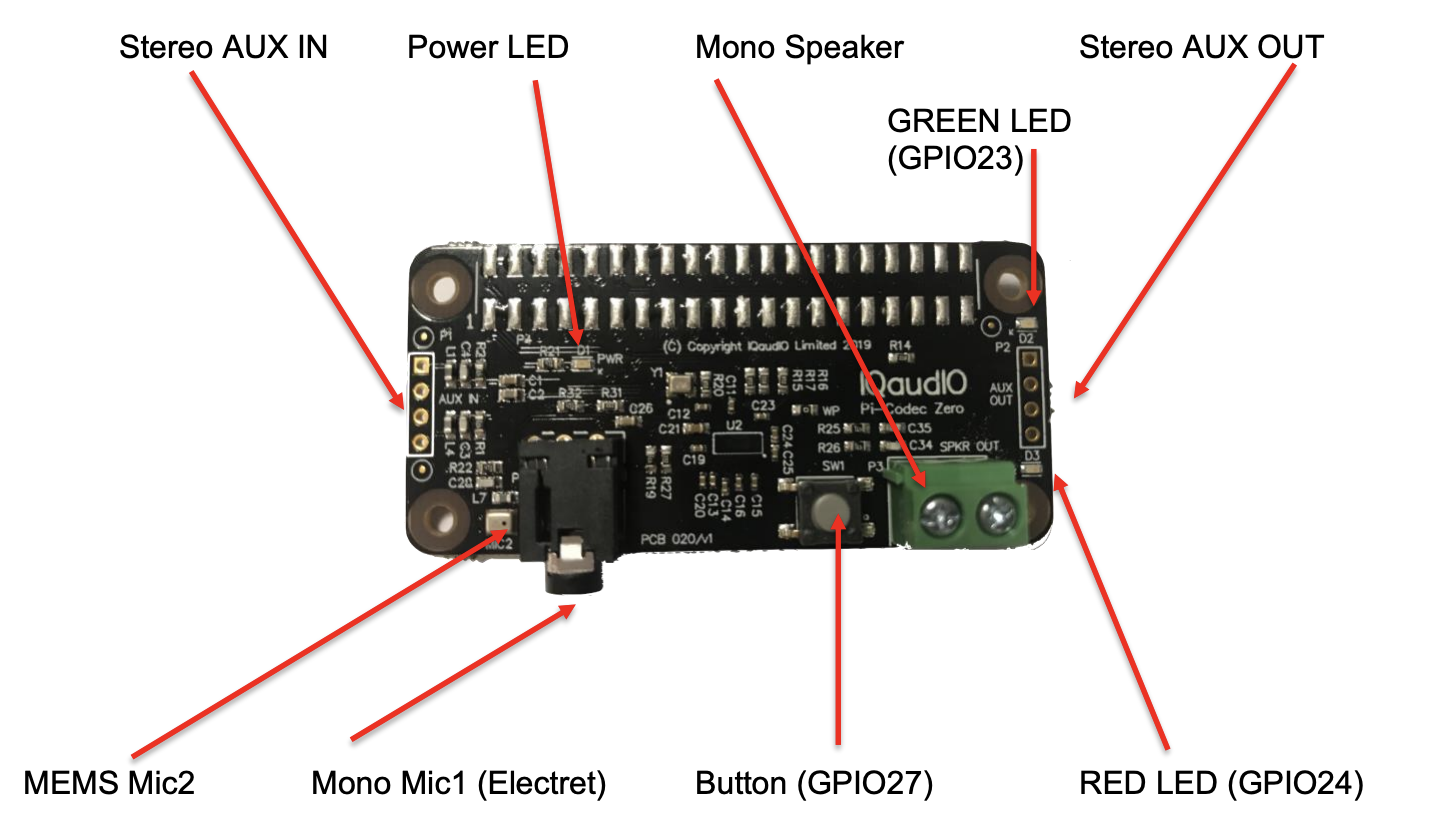 Stereo AUX IN
Power LED
Mono Speaker
Stereo AUX OUT
GREEN LED
(GPIO23)
1
P1
P4
R21
D1
PWR
(C) Copyright IQaudIO Limited 2019
R14
K
D2
P2
L1
C4
R2
AUX IN
C1
C2
R32
R31
C26
Y1
R20
C11
R15
R17
R16
C12
C23
WP
IQaudIO
Pi-Codec Zero
AUX
OUT
C21
U2
C24
C25
R25
C35
R26
C34
SPKR OUT
L4
C3
R1
R22
C20
L7
C19
R19
R27
C20
C13
C14
C16
C15
SW1
P3
D3
MIC2
PCB 020/v1
MEMS Mic2
Mono Mic1 (Electret)
Button (GPIO27)
RED LED (GPIO24)